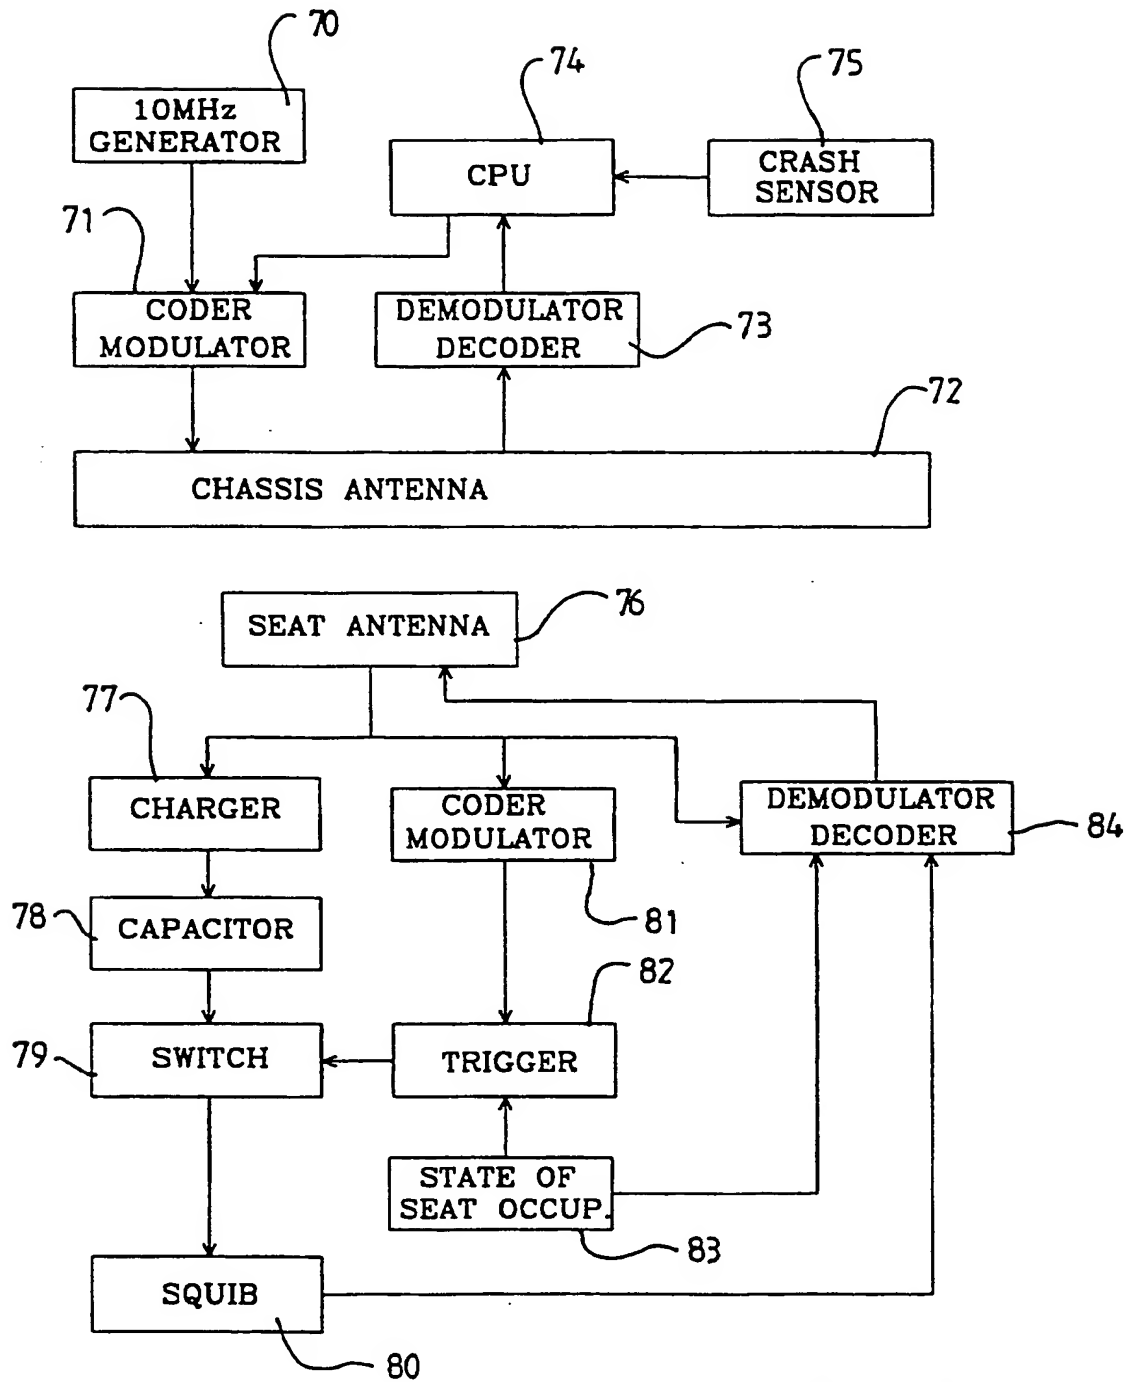 70
10MHz
GENERATOR
74
75
CPU
CRASH
SENSOR
71
CODER
MODULATOR
DEMODULATOR
DECODER
73
72
CHASSIS ANTENNA
SEAT ANTENNA
76
77
CHARGER
CODER
MODULATOR
DEMODULATOR
DECODER
84
78
CAPACITOR
81
82
79
SWITCH
TRIGGER
STATE OF
SEAT OCCUP.
83
SQUIB
80